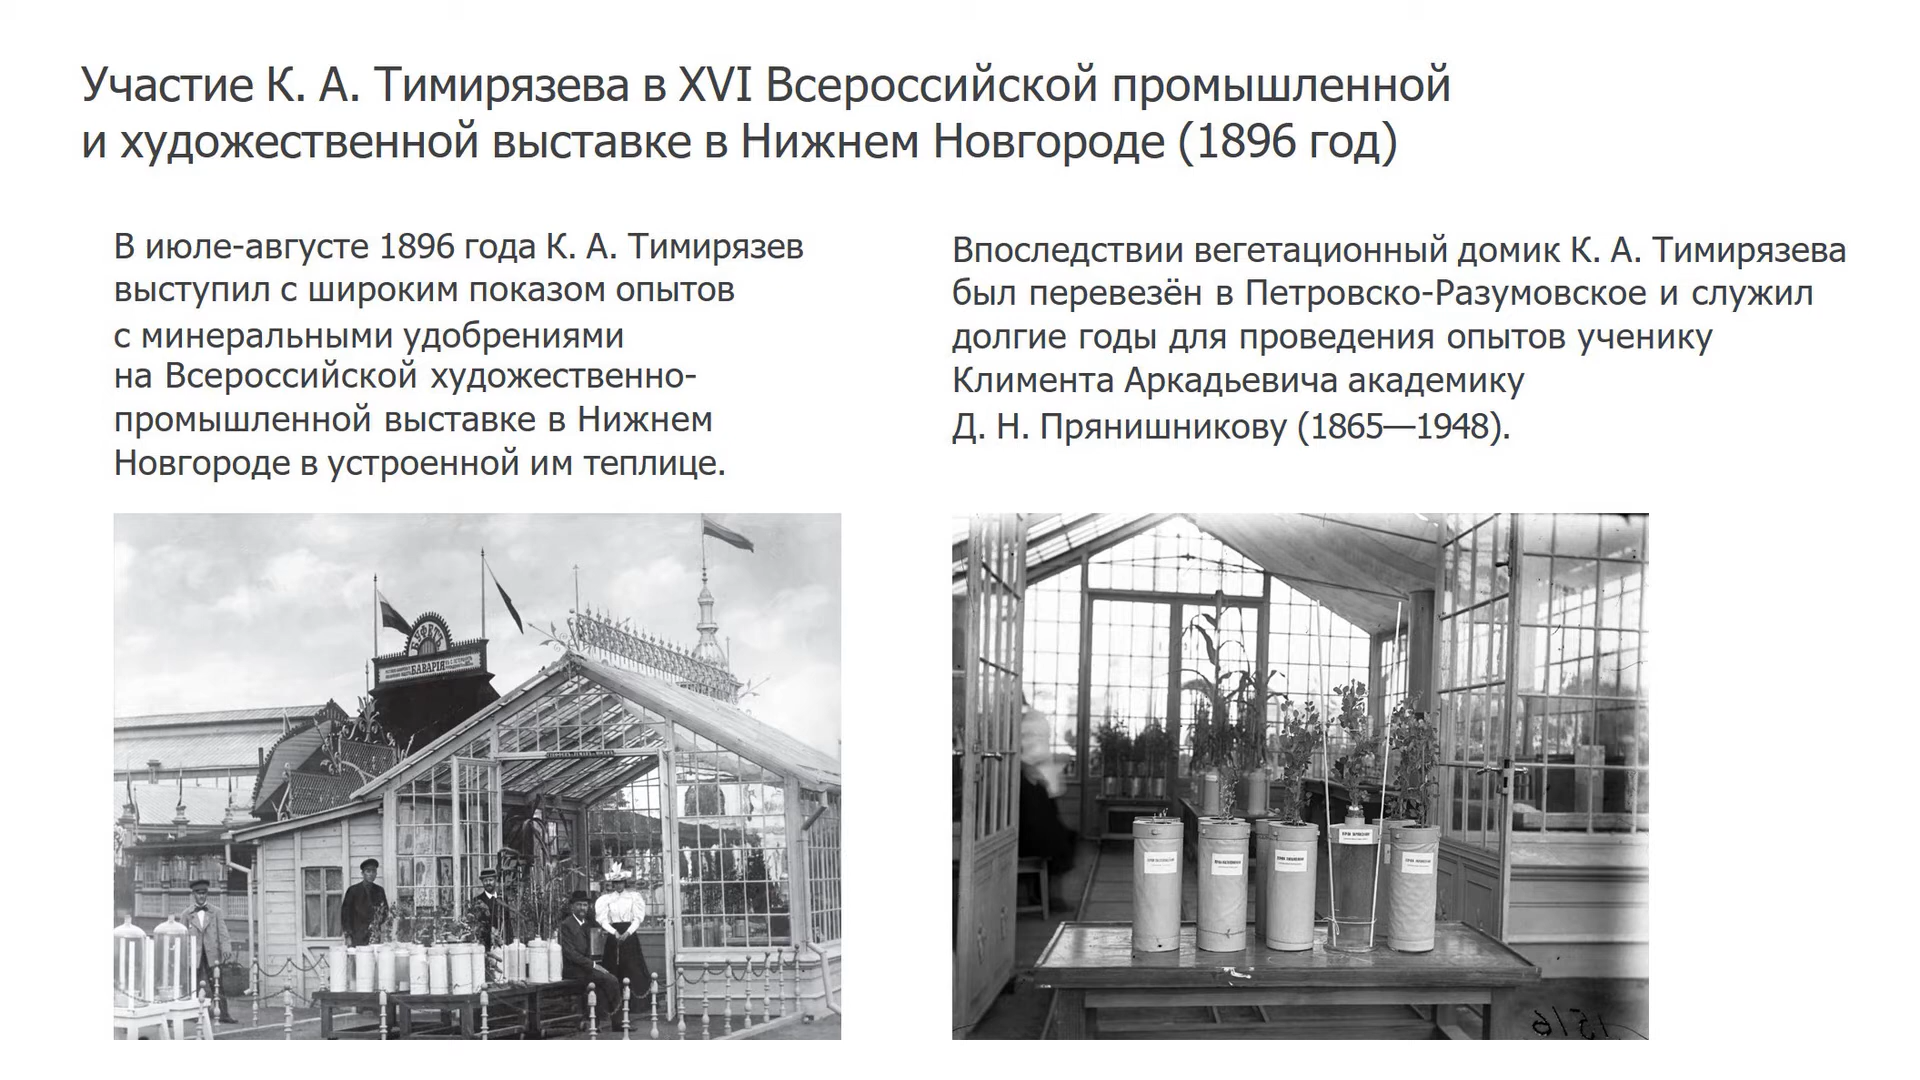 Участие К. А. Тимирязева в XVI Всероссийской промышленной
и художественной выставке в Нижнем Новгороде (1896 год)
В июле-августе 1896 года К. А. Тимирязев
выступил с широким показом опытов
с минеральными удобрениями
на Всероссийской художественно-
промышленной выставке в Нижнем
Новгороде в устроенной им теплице.
Впоследствии вегетационный домик К. А. Тимирязева
был перевезён в Петровско-Разумовское и служил
долгие годы для проведения опытов ученику
Климента Аркадьевича академику
Д. Н. Прянишникову (1865—1948).
БУФЕТЪ
БАВАРІЯ